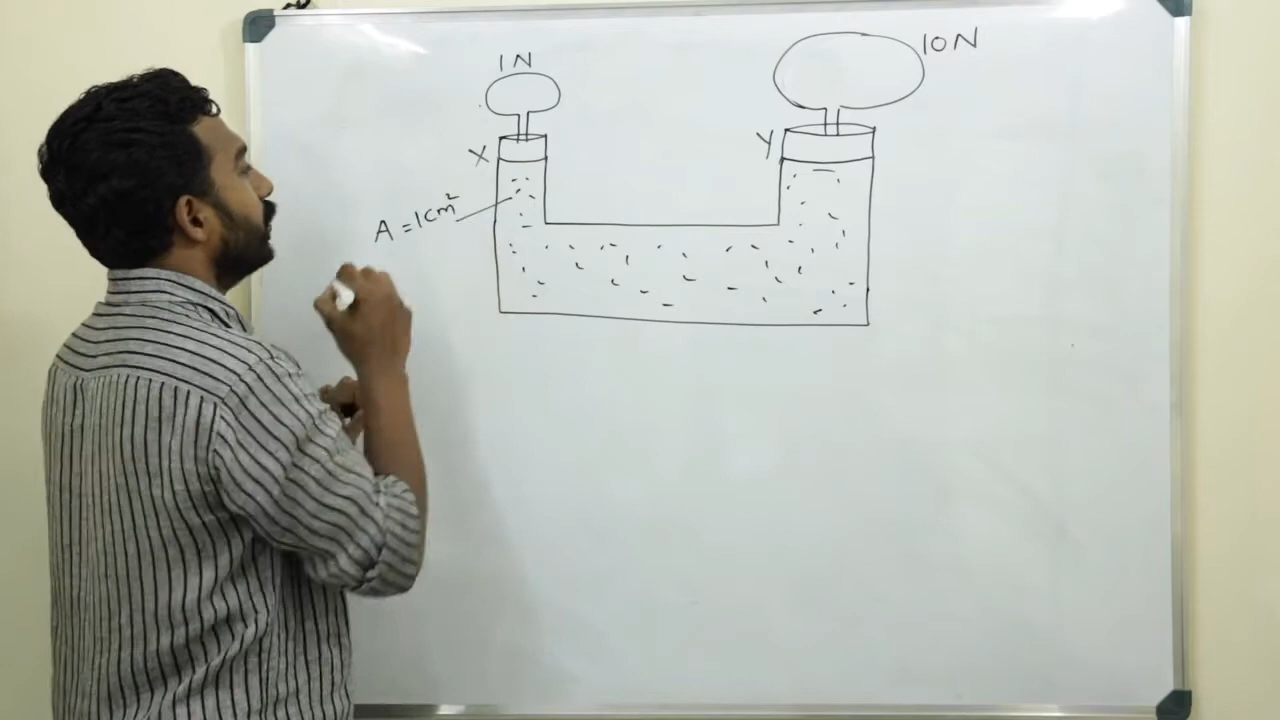 1N
10N
X
Y
A = 1cm²